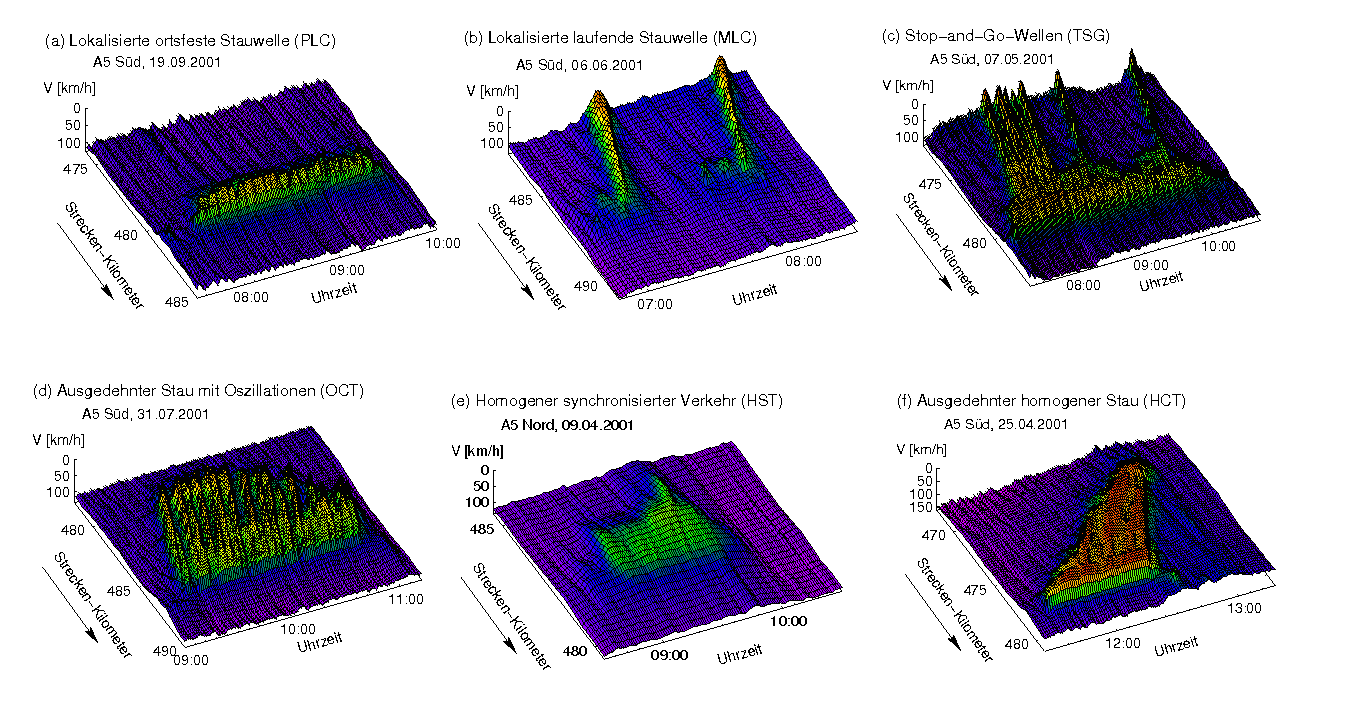 (a) Lokalisierte ortsfeste Stauwelle (PLC)
A5 Süd, 19.09.2001
V [km/h]
0
50
100
475
480
485
Strecken-Kilometer
08:00
09:00
10:00
Uhrzeit
(b) Lokalisierte laufende Stauwelle (MLC)
A5 Süd, 06.06.2001
V [km/h]
0
50
100
485
490
Strecken-Kilometer
07:00
08:00
Uhrzeit
(c) Stop-and-Go-Wellen (TSG)
A5 Süd, 07.05.2001
V [km/h]
0
50
100
475
480
Strecken-Kilometer
08:00
09:00
10:00
Uhrzeit
(d) Ausgedehnter Stau mit Oszillationen (OCT)
A5 Süd, 31.07.2001
V [km/h]
0
50
100
480
485
490
Strecken-Kilometer
09:00
10:00
11:00
Uhrzeit
(e) Homogener synchronisierter Verkehr (HST)
A5 Nord, 09.04.2001
V [km/h]
0
50
100
485
480
Strecken-Kilometer
09:00
10:00
Uhrzeit
(f) Ausgedehnter homogener Stau (HCT)
A5 Süd, 25.04.2001
V [km/h]
0
50
100
150
470
475
480
Strecken-Kilometer
12:00
13:00
Uhrzeit